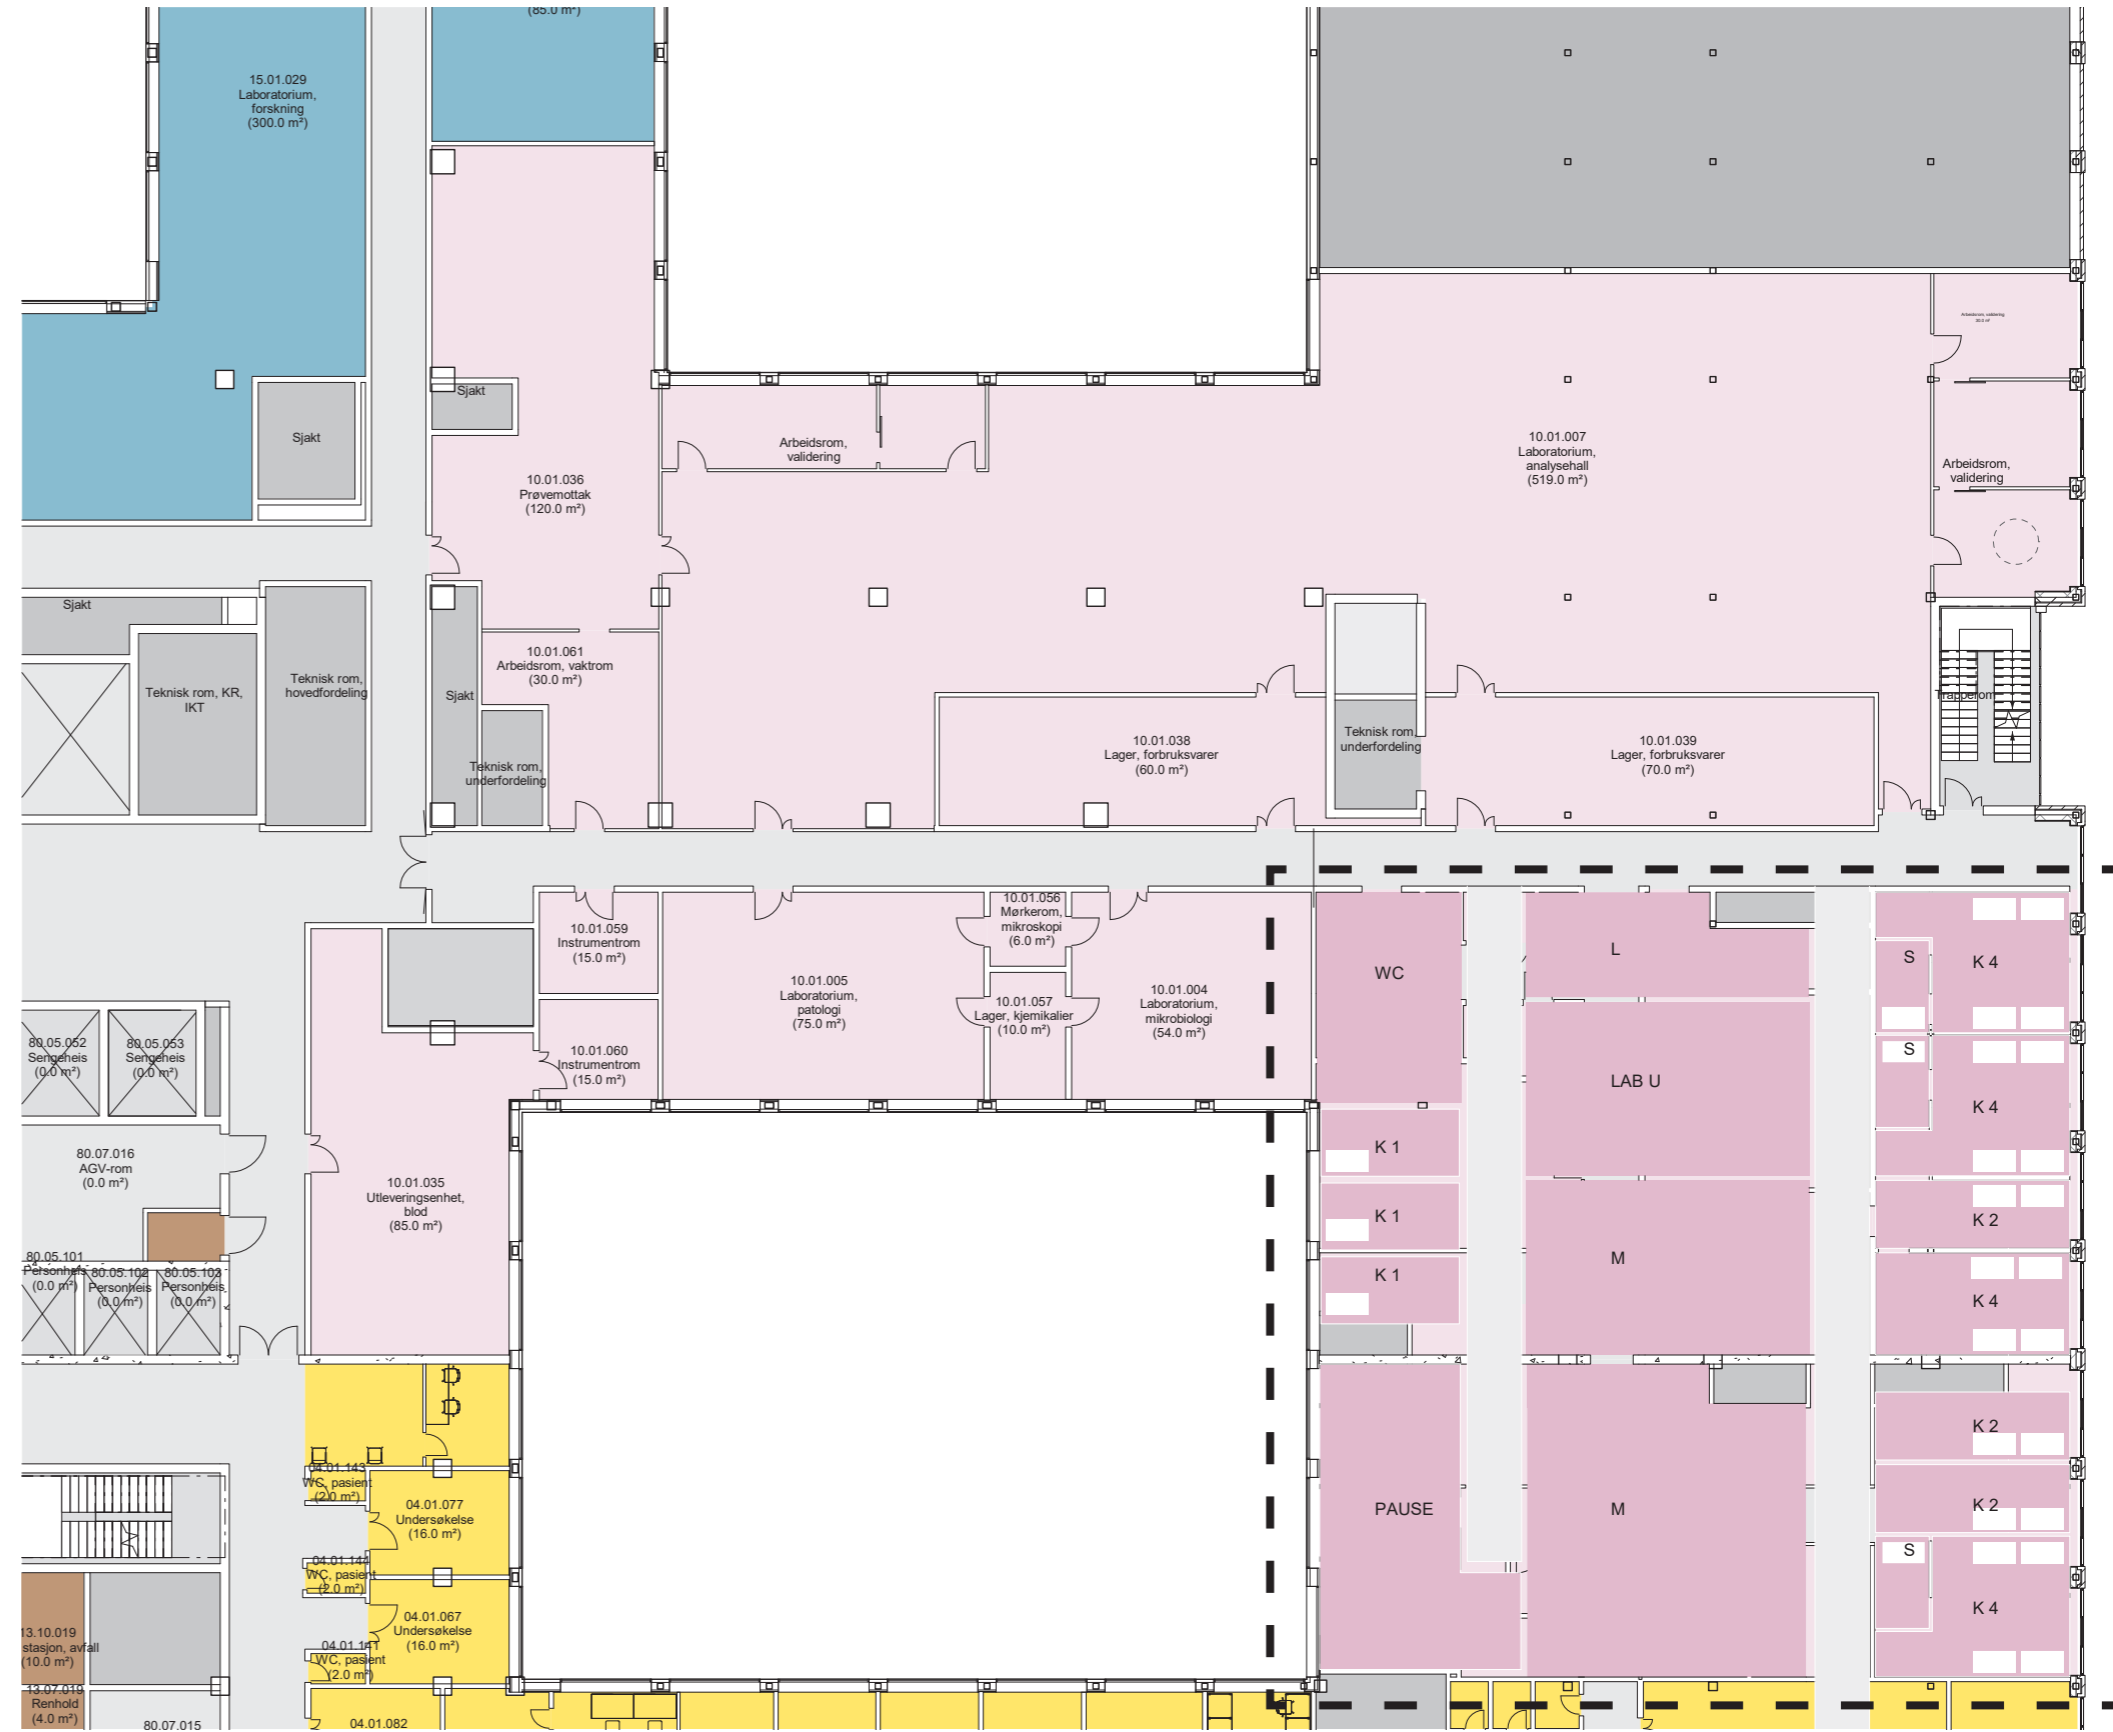 (85.0 m²)
15.01.029
Laboratorium,
forskning
(300.0 m²)
Arbeidsrom, validering
30.0 m²
Sjakt
Sjakt
Arbeidsrom,
validering
10.01.007
Laboratorium,
analysehall
(519.0 m²)
Arbeidsrom,
validering
10.01.036
Prøvemottak
(120.0 m²)
Sjakt
Teknisk rom, KR,
IKT
Teknisk rom,
hovedfordeling
Sjakt
10.01.061
Arbeidsrom, vaktrom
(30.0 m²)
Teknisk rom,
underfordeling
10.01.038
Lager, forbruksvarer
(60.0 m²)
Teknisk rom,
underfordeling
10.01.039
Lager, forbruksvarer
(70.0 m²)
Trapperom
10.01.059
Instrumentrom
(15.0 m²)
10.01.005
Laboratorium,
patologi
(75.0 m²)
10.01.056
Mørkerom,
mikroskopi
(6.0 m²)
10.01.057
Lager, kjemikalier
(10.0 m²)
10.01.004
Laboratorium,
mikrobiologi
(54.0 m²)
10.01.060
Instrumentrom
(15.0 m²)
WC
L
S
K 4
80.05.052
Sengeheis
(0.0 m²)
80.05.053
Sengeheis
(0.0 m²)
LAB U
S
K 4
80.07.016
AGV-rom
(0.0 m²)
10.01.035
Utleveringsenhet,
blod
(85.0 m²)
K 1
K 1
K 1
M
K 2
K 4
80.05.101
Personheis
(0.0 m²)
80.05.102
Personheis
(0.0 m²)
80.05.103
Personheis
(0.0 m²)
K 2
K 2
PAUSE
M
S
K 4
04.01.143
WC, pasient
(2.0 m²)
04.01.077
Undersøkelse
(16.0 m²)
04.01.144
WC, pasient
(2.0 m²)
04.01.067
Undersøkelse
(16.0 m²)
04.01.141
WC, pasient
(2.0 m²)
13.10.019
stasjon, avfall
(10.0 m²)
13.07.019
Renhold
(4.0 m²)
80.07.015
04.01.082